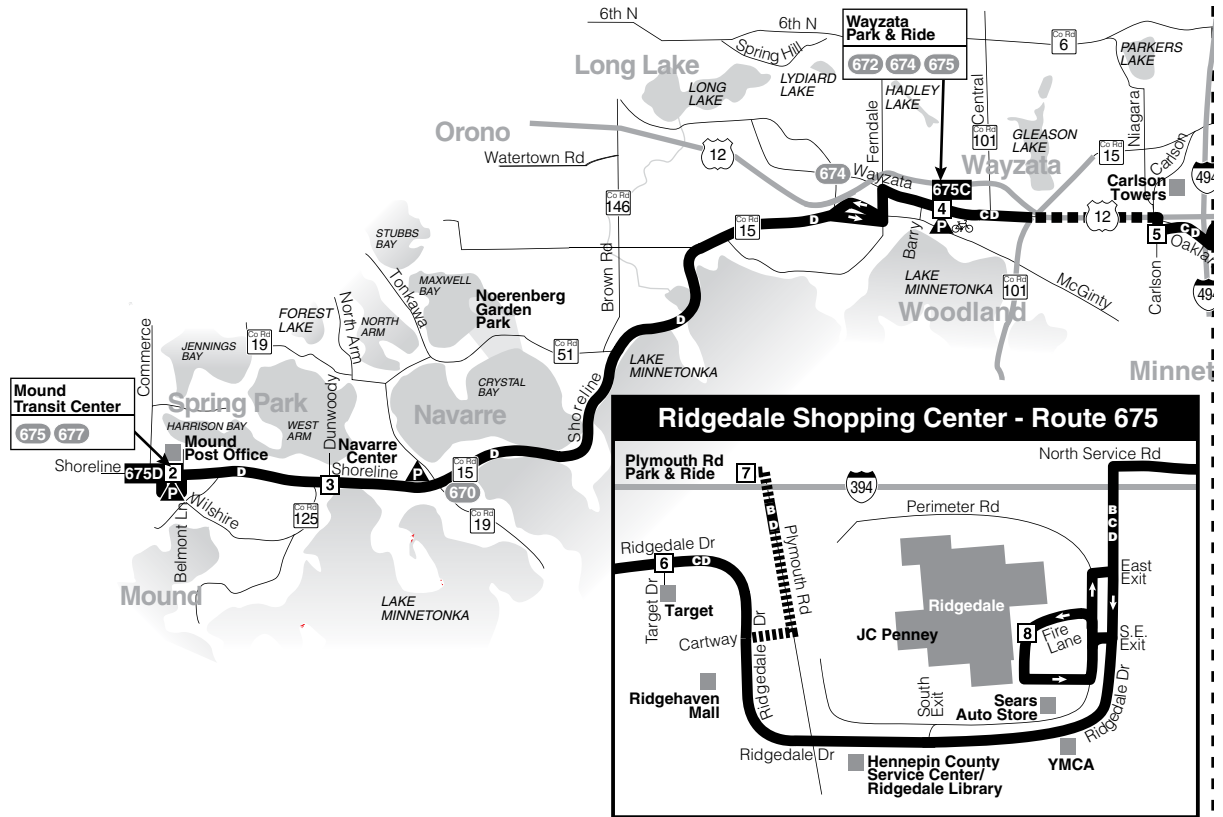 6th N
6th N
Wayzata
Park & Ride
672 674 675
Co Rd
6
PARKERS
LAKE
Spring Hill
Long Lake
LONG
LAKE
LYDIARD
LAKE
HADLEY
LAKE
Central
Niagara
Orono
12
Watertown Rd
Ferndale
Co Rd
101
GLEASON
LAKE
Co Rd
15
Carlson
Wayzata
494
Carlson
Towers
674
Wayzata
675C
4
P
CD
12
5
CD
Co Rd
146
Co Rd
15
D
Barry
STUBBS
BAY
Brown Rd
LAKE
MINNETONKA
Co Rd
101
McGinty
Carlson
494
Woodland
MAXWELL
BAY
Tonkawa
Noerenberg
Garden
Park
North Arm
FOREST
LAKE
NORTH
ARM
Commerce
Co Rd
19
JENNINGS
BAY
Co Rd
51
D
LAKE
MINNETONKA
Mound
Transit Center
675 677
Spring Park
Dunwoody
CRYSTAL
BAY
Navarre
Shoreline
HARRISON BAY
WEST
ARM
Mound
Post Office
Navarre
Center
Shoreline
675D
2
P
D
3
Shoreline
P
Co Rd
15
D
670
Co Rd
19
Wilshire
Co Rd
125
Belmont Ln
Mound
LAKE
MINNETONKA
Ridgedale Shopping Center - Route 675
North Service Rd
Plymouth Rd
Park & Ride
7
394
B
D
Plymouth Rd
Perimeter Rd
B
C
D
Ridgedale Dr
6
CD
East
Exit
Target Dr
Target
Ridgedale
JC Penney
8
Fire
Lane
S.E.
Exit
Cartway
Ridgedale Dr
Ridgehaven
Mall
South
Exit
Sears
Auto Store
Ridgedale Dr
Ridgedale Dr
YMCA
Hennepin County
Service Center/
Ridgedale Library